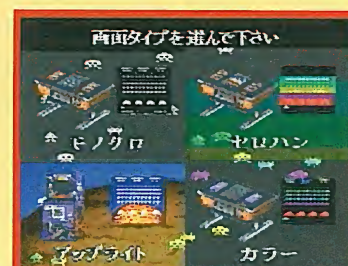 画面タイプを選んで下さい
モノクロ
セロハン
アップライト
カラー